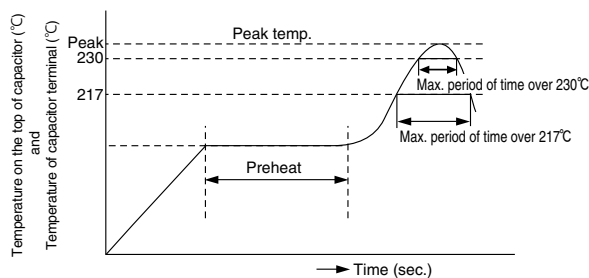 Temperature on the top of capacitor (℃)
and
Temperature of capacitor terminal (℃)
Peak
Peak temp.
230
Max. period of time over 230℃
217
Max. period of time over 217℃
Preheat
Time (sec.)